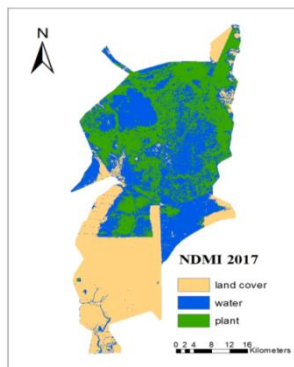 N
NDMI 2017
land cover
water
plant
0 2 4 8 12 16
Kilometers